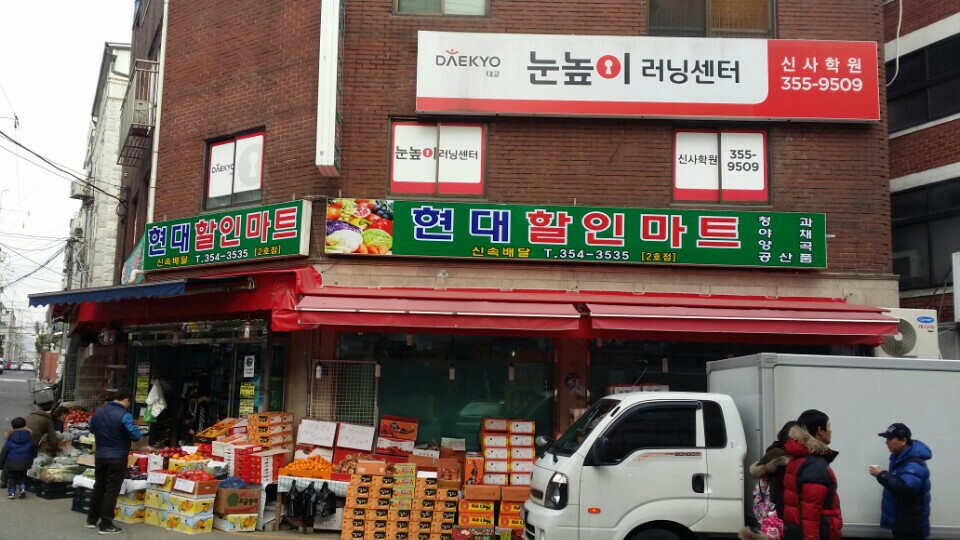 DAEKYO
대교
눈높이 러닝센터
신사학원
355-9509
DAEKYO
눈높이 러닝센터
신사학원
355-
9509
현대할인마트
신속배달 T.354-3535 [2호점]
현대할인마트
신속배달 T.354-3535 [2호점]
청과
야채
양곡
공산품
Carrier